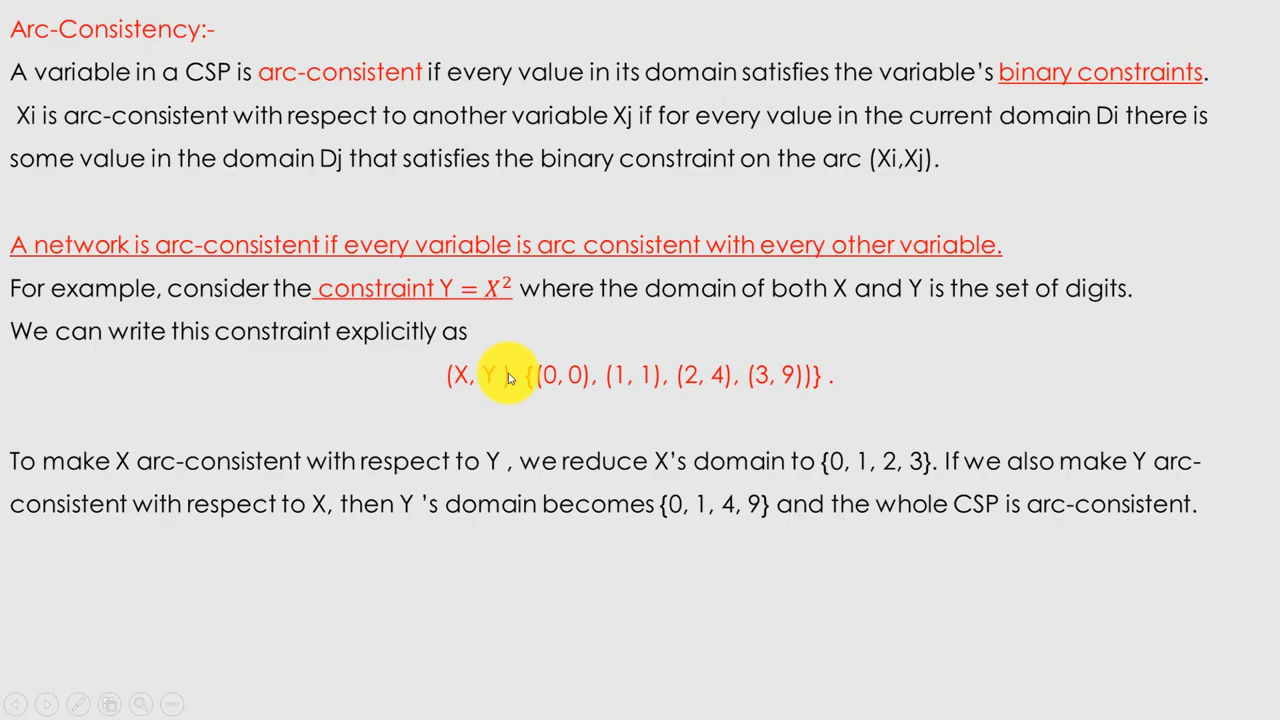 Arc-Consistency:-
A variable in a CSP is arc-consistent if every value in its domain satisfies the variable’s binary constraints.
Xi is arc-consistent with respect to another variable Xj if for every value in the current domain Di there is
some value in the domain Dj that satisfies the binary constraint on the arc (Xi,Xj).
A network is arc-consistent if every variable is arc consistent with every other variable.
For example, consider the constraint Y = X² where the domain of both X and Y is the set of digits.
We can write this constraint explicitly as
(X, Y ), {(0, 0), (1, 1), (2, 4), (3, 9))} .
To make X arc-consistent with respect to Y , we reduce X’s domain to {0, 1, 2, 3}. If we also make Y arc-
consistent with respect to X, then Y ’s domain becomes {0, 1, 4, 9} and the whole CSP is arc-consistent.